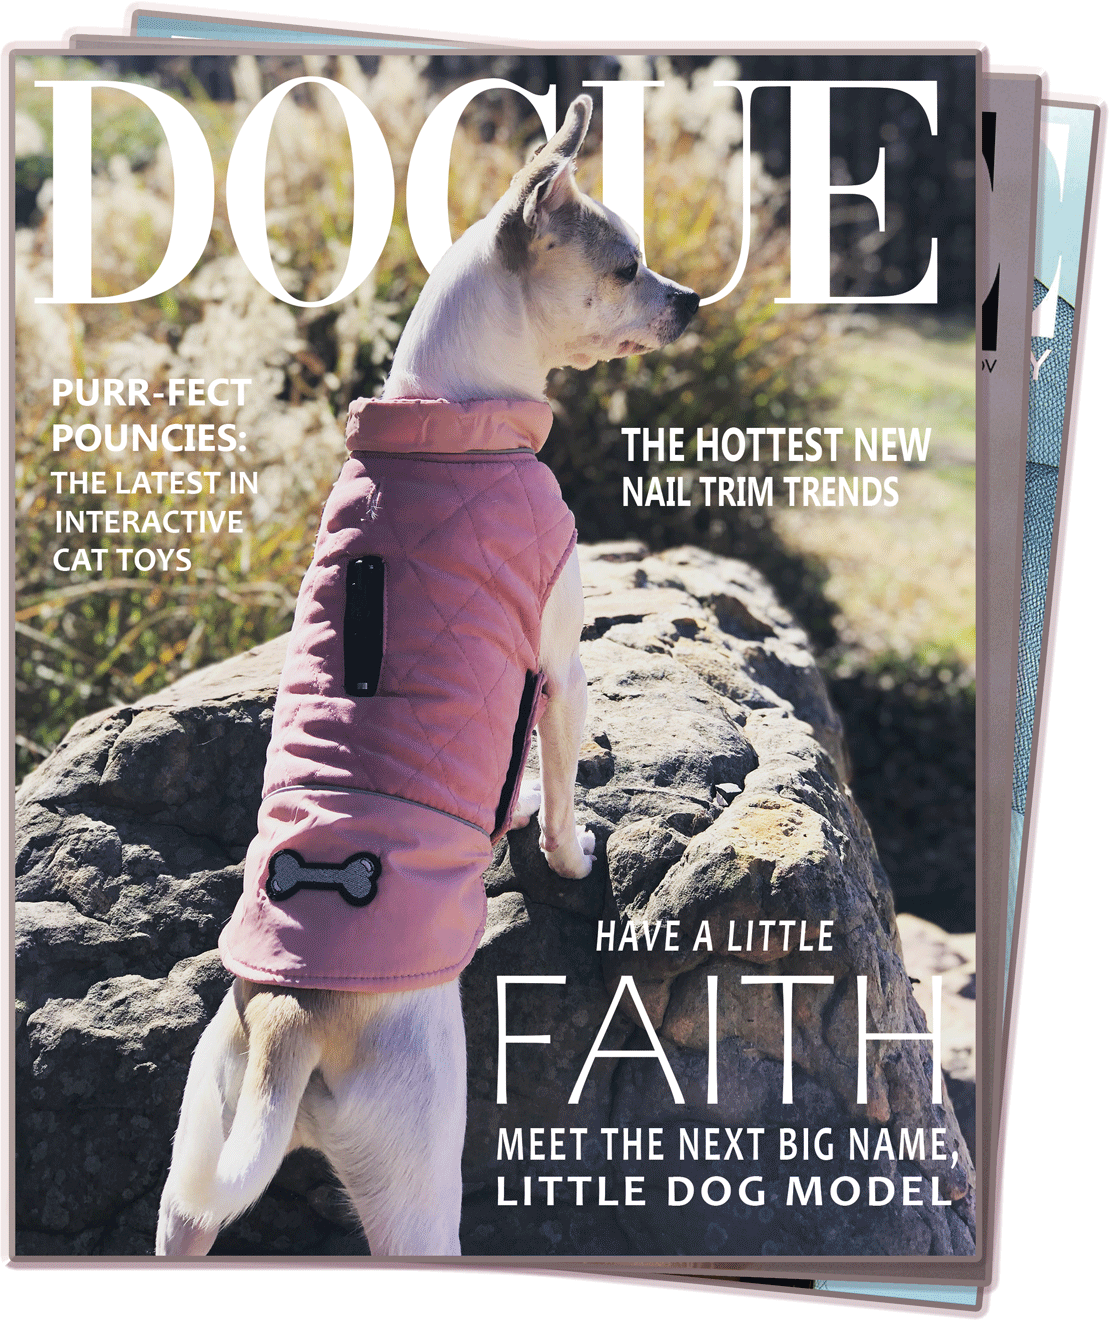 DOGUE
PURR-FECT
POUNCIES:
THE LATEST IN
INTERACTIVE
CAT TOYS
THE HOTTEST NEW
NAIL TRIM TRENDS
HAVE A LITTLE
FAITH
MEET THE NEXT BIG NAME,
LITTLE DOG MODEL